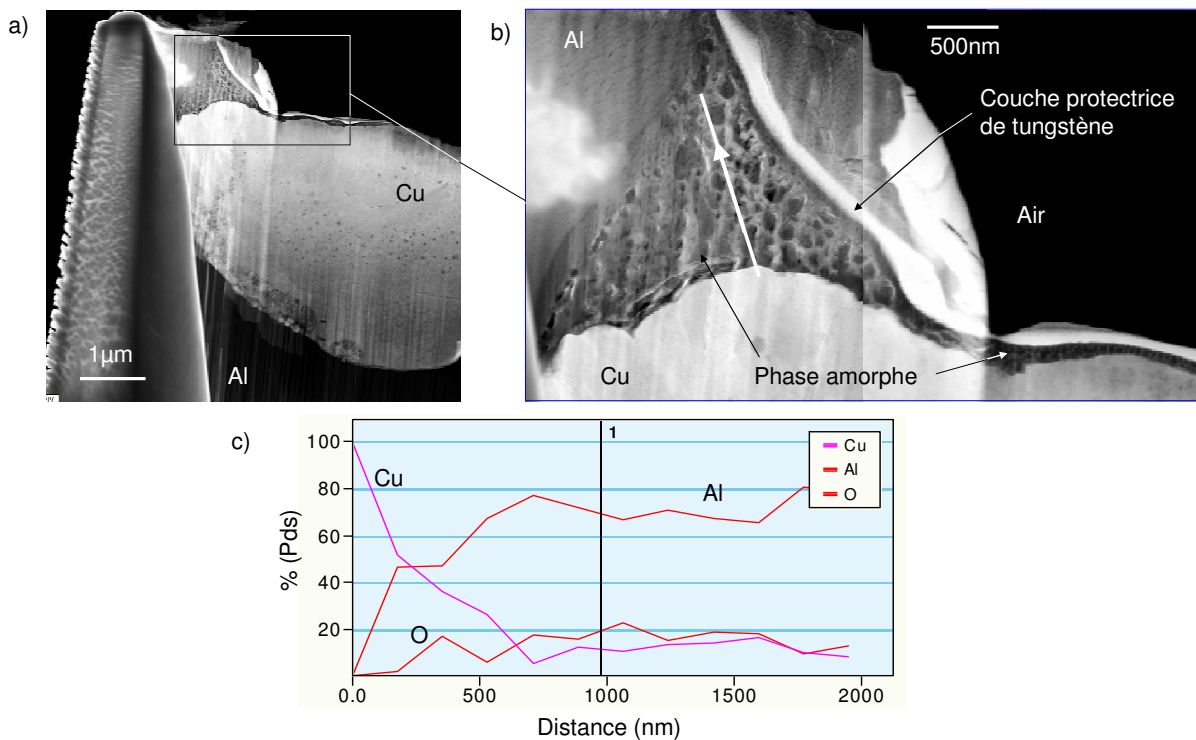 a)
Cu
1µm
Al
b)
Al
500nm
Couche protectrice
de tungstène
Air
Cu
Phase amorphe
c)
1
Cu
Al
O
Cu
Al
O
100
80
60
40
20
% (Pds)
0.0
500
1000
1500
2000
Distance (nm)